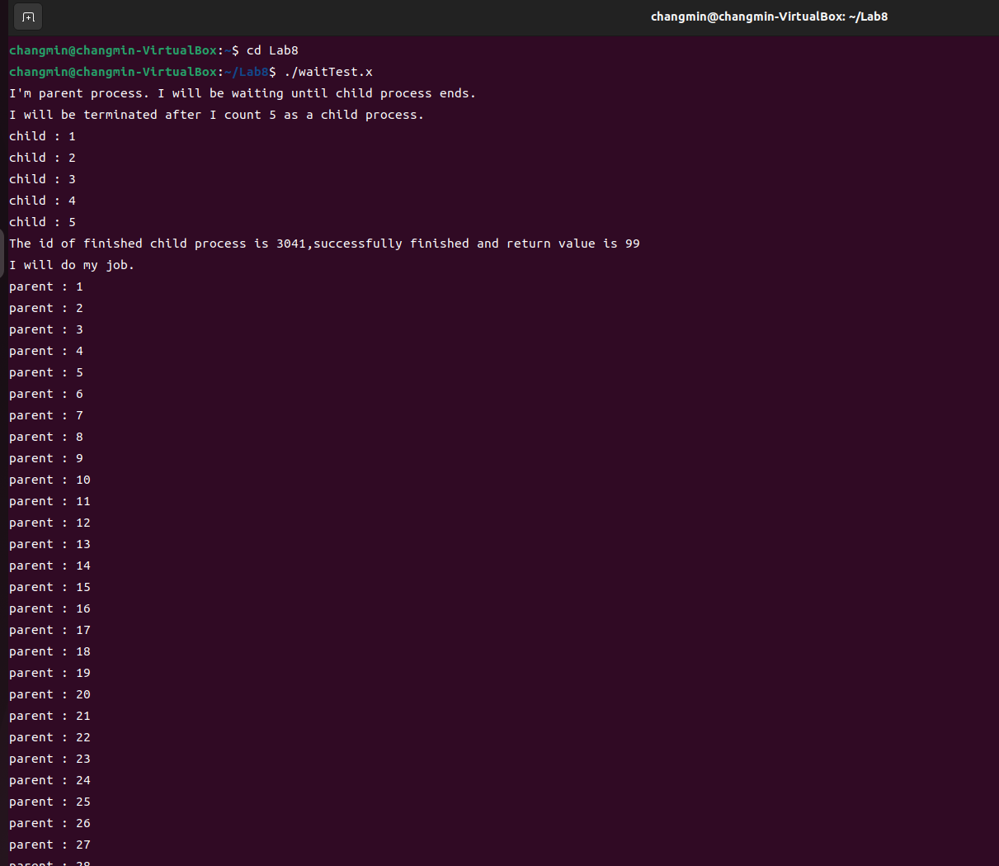 changmin@changmin-VirtualBox: ~/Lab8
changmin@changmin-VirtualBox:~$ cd Lab8
changmin@changmin-VirtualBox:~/Lab8$ ./waitTest.x
I'm parent process. I will be waiting until child process ends.
I will be terminated after I count 5 as a child process.
child : 1
child : 2
child : 3
child : 4
child : 5
The id of finished child process is 3041,successfully finished and return value is 99
I will do my job.
parent : 1
parent : 2
parent : 3
parent : 4
parent : 5
parent : 6
parent : 7
parent : 8
parent : 9
parent : 10
parent : 11
parent : 12
parent : 13
parent : 14
parent : 15
parent : 16
parent : 17
parent : 18
parent : 19
parent : 20
parent : 21
parent : 22
parent : 23
parent : 24
parent : 25
parent : 26
parent : 27
parent : 28